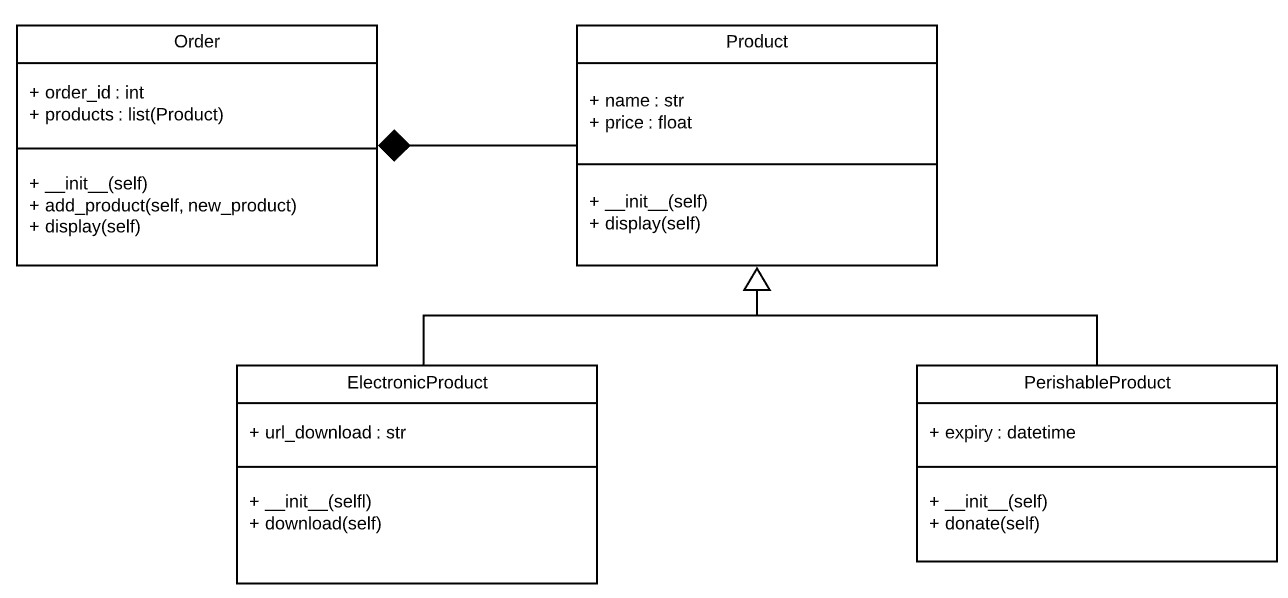 Order
+ order_id : int
+ products : list(Product)
+ __init__(self)
+ add_product(self, new_product)
+ display(self)
Product
+ name : str
+ price : float
+ __init__(self)
+ display(self)
ElectronicProduct
+ url_download : str
+ __init__(selfl)
+ download(self)
PerishableProduct
+ expiry : datetime
+ __init__(self)
+ donate(self)